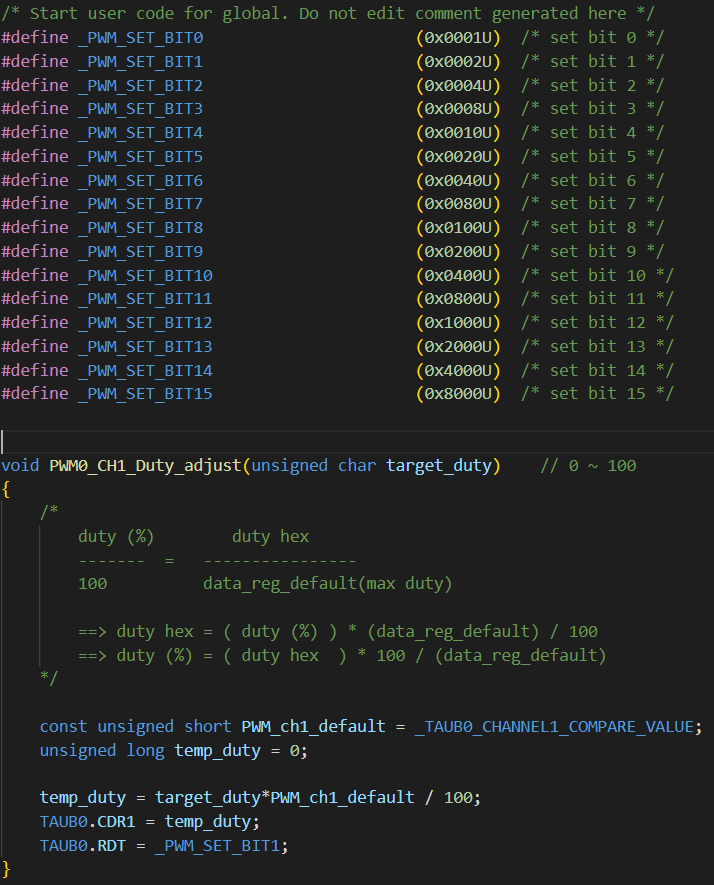 /* Start user code for global. Do not edit comment generated here */
#define _PWM_SET_BIT0 (0x0001U) /* set bit 0 */
#define _PWM_SET_BIT1 (0x0002U) /* set bit 1 */
#define _PWM_SET_BIT2 (0x0004U) /* set bit 2 */
#define _PWM_SET_BIT3 (0x0008U) /* set bit 3 */
#define _PWM_SET_BIT4 (0x0010U) /* set bit 4 */
#define _PWM_SET_BIT5 (0x0020U) /* set bit 5 */
#define _PWM_SET_BIT6 (0x0040U) /* set bit 6 */
#define _PWM_SET_BIT7 (0x0080U) /* set bit 7 */
#define _PWM_SET_BIT8 (0x0100U) /* set bit 8 */
#define _PWM_SET_BIT9 (0x0200U) /* set bit 9 */
#define _PWM_SET_BIT10 (0x0400U) /* set bit 10 */
#define _PWM_SET_BIT11 (0x0800U) /* set bit 11 */
#define _PWM_SET_BIT12 (0x1000U) /* set bit 12 */
#define _PWM_SET_BIT13 (0x2000U) /* set bit 13 */
#define _PWM_SET_BIT14 (0x4000U) /* set bit 14 */
#define _PWM_SET_BIT15 (0x8000U) /* set bit 15 */
void PWM0_CH1_Duty_adjust(unsigned char target_duty) // 0 ~ 100
{
/*
duty (%) duty hex
------- = ----------------
100 data_reg_default(max duty)
==> duty hex = ( duty (%) ) * (data_reg_default) / 100
==> duty (%) = ( duty hex ) * 100 / (data_reg_default)
*/
const unsigned short PWM_ch1_default = _TAUB0_CHANNEL1_COMPARE_VALUE;
unsigned long temp_duty = 0;
temp_duty = target_duty*PWM_ch1_default / 100;
TAUB0.CDR1 = temp_duty;
TAUB0.RDT = _PWM_SET_BIT1;
}